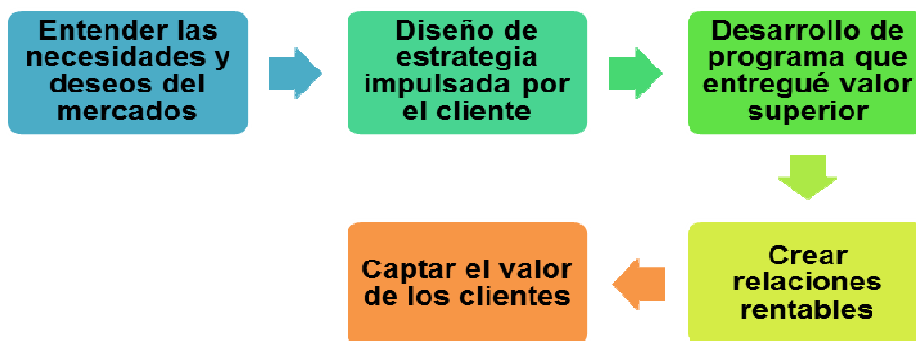 Entender las
necesidades y
deseos del
mercados
Diseño de
estrategia
impulsada por
el cliente
Desarrollo de
programa que
entregué valor
superior
Crear
relaciones
rentables
Captar el valor
de los clientes